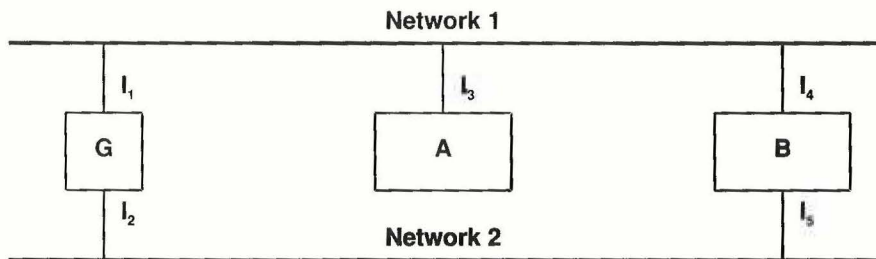 Network 1
I₁ I₃ I₄
G A B
I₂ I₅
Network 2